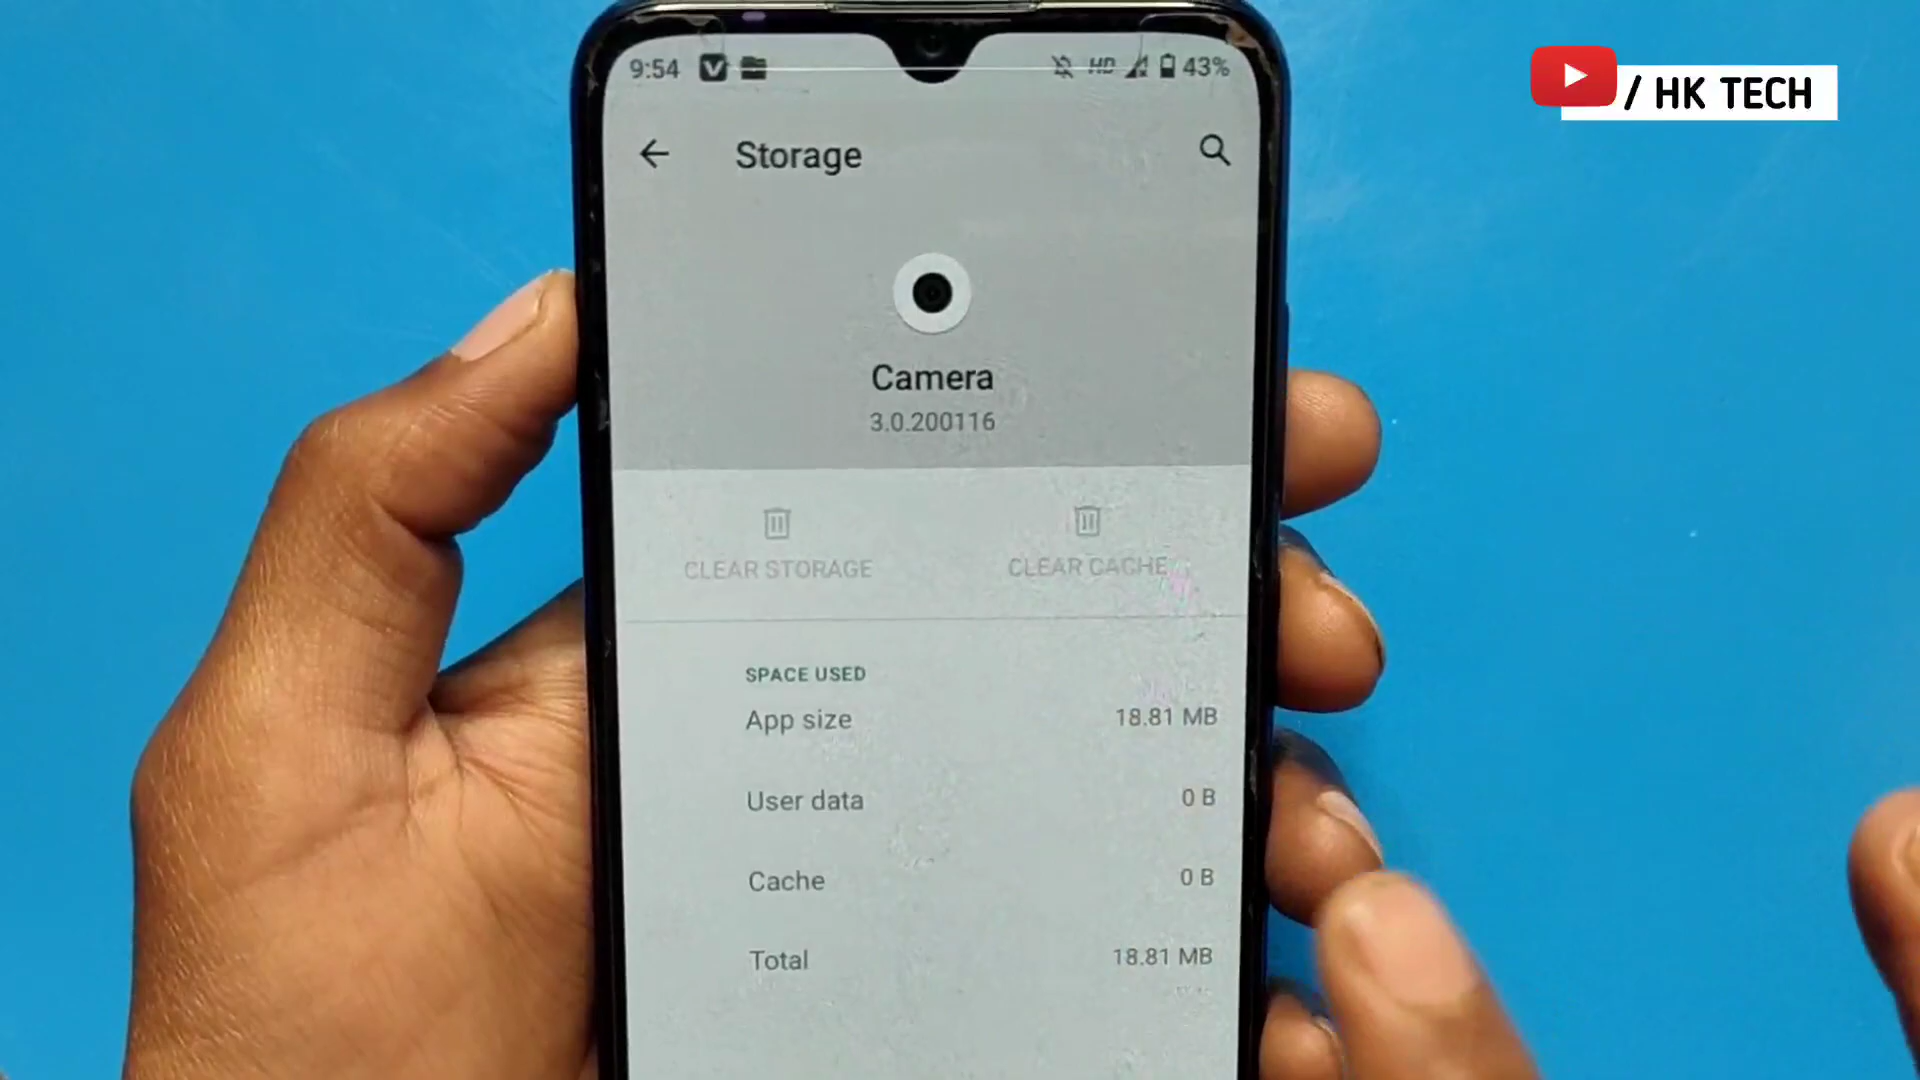 9:54 HD 43%
/ HK TECH
Storage
Camera
3.0.200116
CLEAR STORAGE CLEAR CACHE
SPACE USED
App size 18.81 MB
User data 0 B
Cache 0 B
Total 18.81 MB